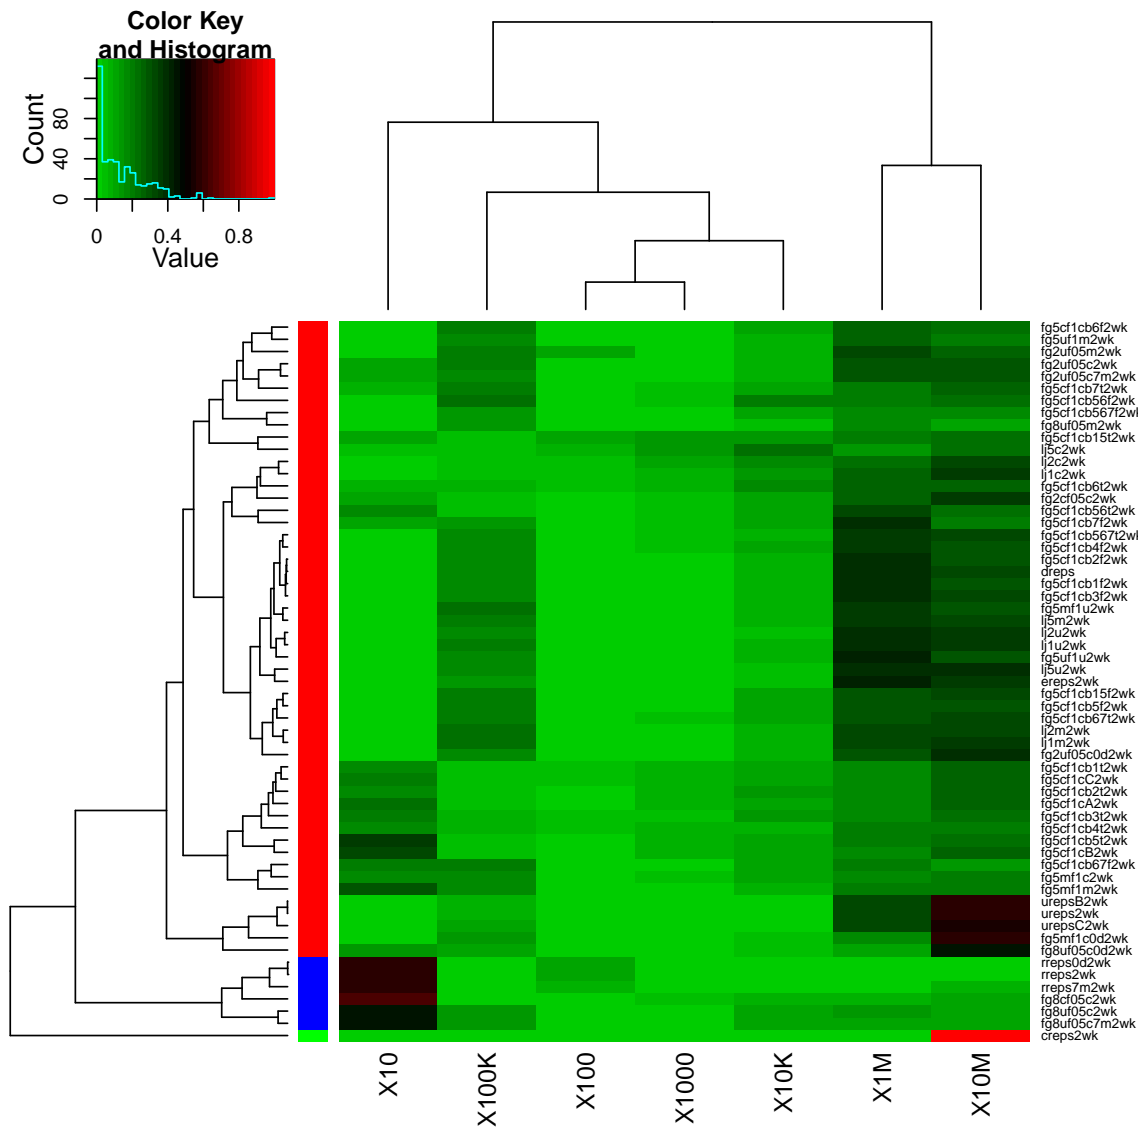 Color Key
and Histogram
Count
0
40
80
0
0.4
0.8
Value
fg5cf1cb6f2wk
fg5uf1m2wk
fg2uf05m2wk
fg2uf05c2wk
fg2uf05c7m2wk
fg5cf1cb7t2wk
fg5cf1cb56f2wk
fg5cf1cb567f2wl
fg8uf05m2wk
fg5cf1cb15t2wk
lj5c2wk
lj2c2wk
lj1c2wk
fg5cf1cb6t2wk
fg2cf05c2wk
fg5cf1cb56t2wk
fg5cf1cb7f2wk
fg5cf1cb567t2wl
fg5cf1cb4f2wk
fg5cf1cb2f2wk
dreps
fg5cf1cb1f2wk
fg5cf1cb3f2wk
fg5mf1u2wk
lj5m2wk
lj2u2wk
lj1u2wk
fg5uf1u2wk
lj5u2wk
ereps2wk
fg5cf1cb15f2wk
fg5cf1cb5f2wk
fg5cf1cb67t2wk
lj2m2wk
lj1m2wk
fg2uf05c0d2wk
fg5cf1cb1t2wk
fg5cf1cC2wk
fg5cf1cb2t2wk
fg5cf1cA2wk
fg5cf1cb3t2wk
fg5cf1cb4t2wk
fg5cf1cb5t2wk
fg5cf1cB2wk
fg5cf1cb67f2wk
fg5mf1c2wk
fg5mf1m2wk
urepsB2wk
ureps2wk
urepsC2wk
fg5mf1c0d2wk
fg8uf05c0d2wk
rreps0d2wk
rreps2wk
rreps7m2wk
fg8cf05c2wk
fg8uf05c2wk
fg8uf05c7m2wk
creps2wk
X10
X100K
X100
X1000
X10K
X1M
X10M